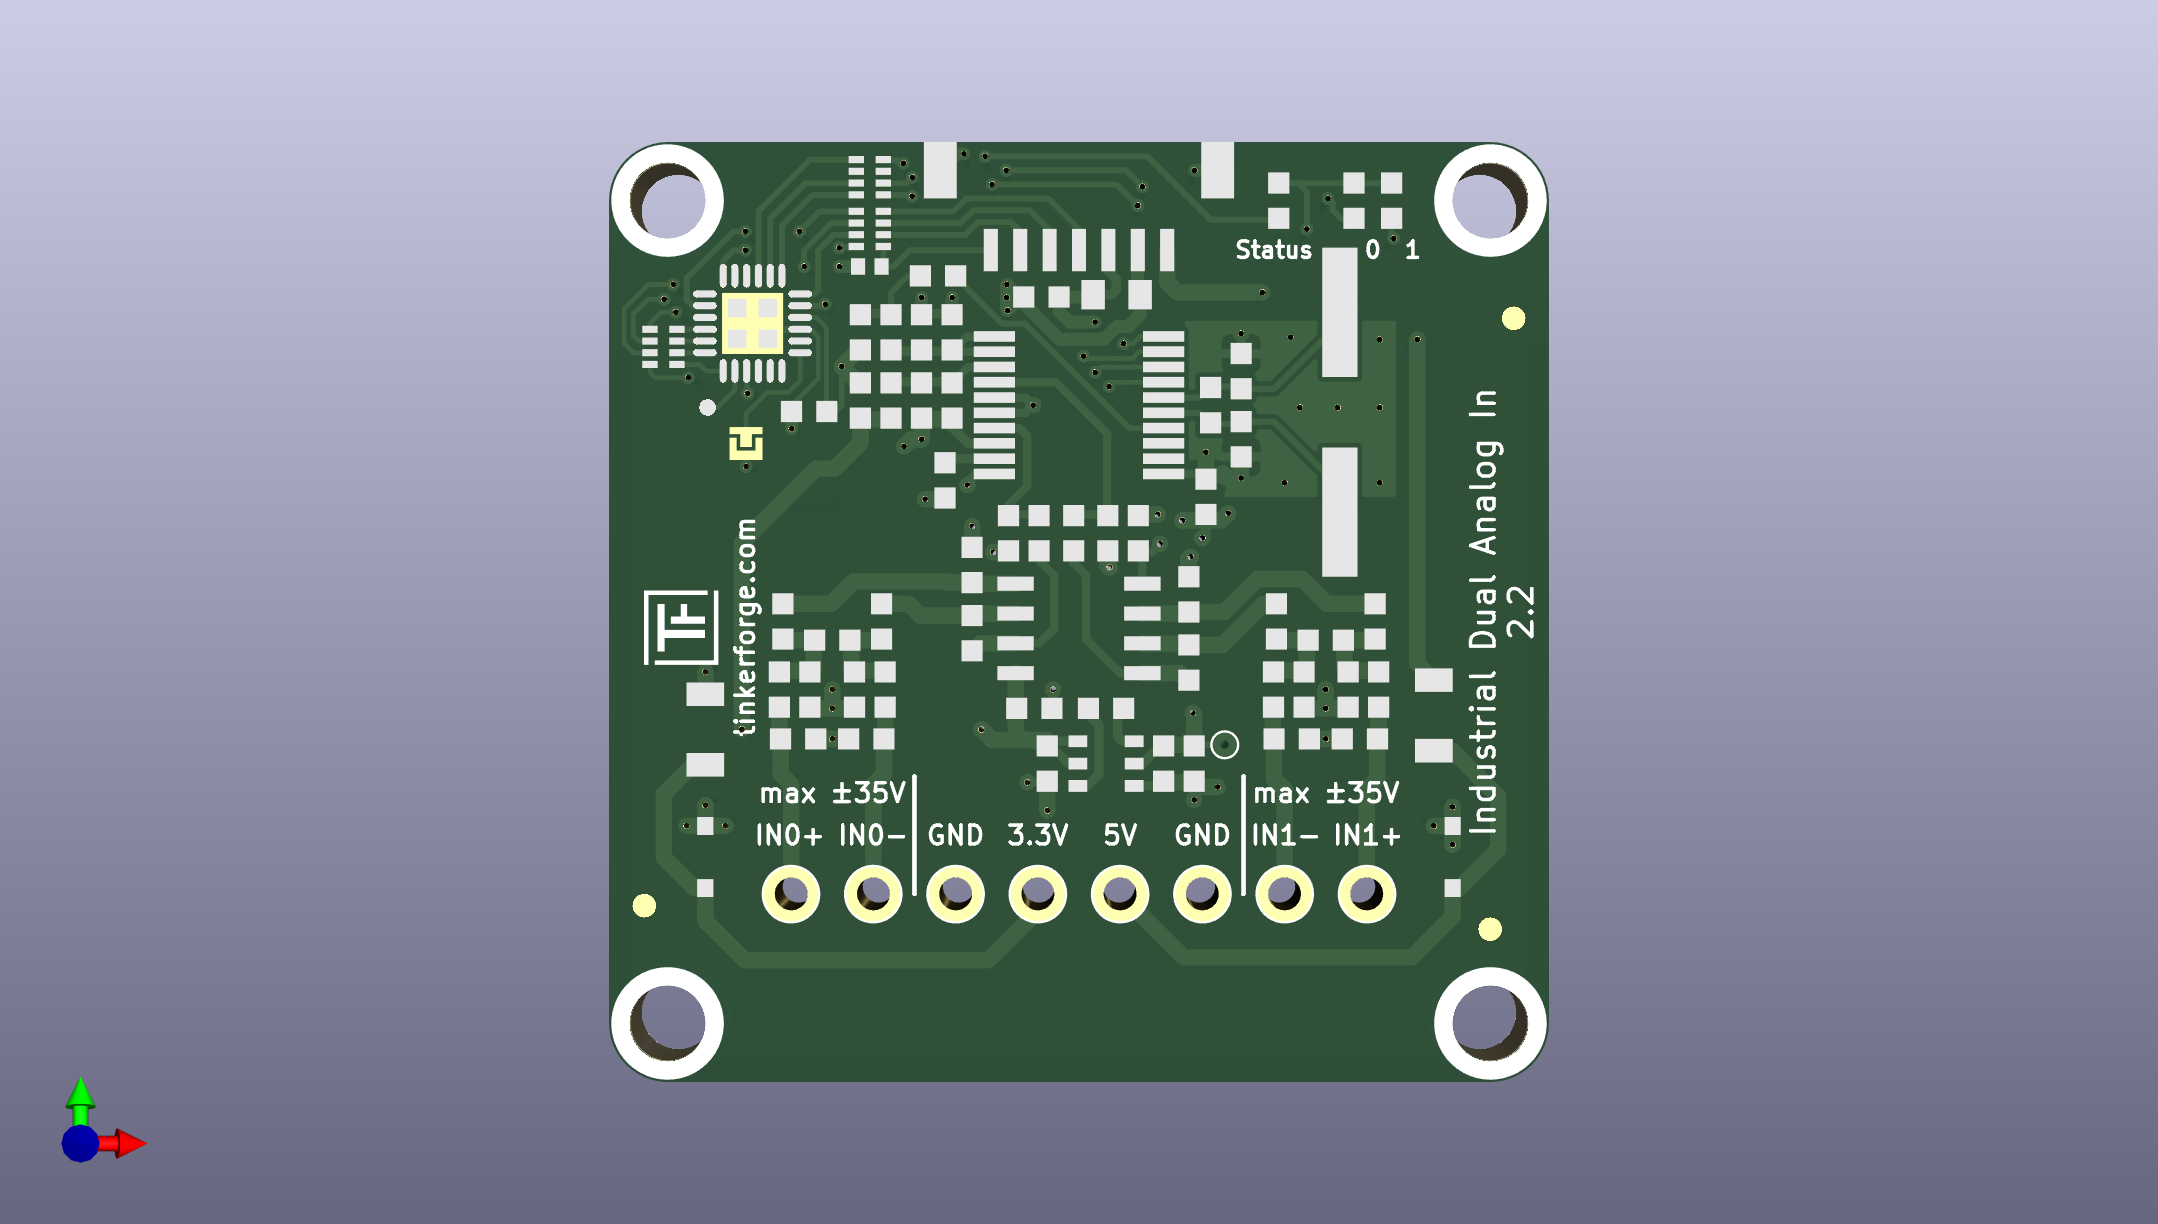 Status 0 1
Industrial Dual Analog In
2.2
tinkerforge.com
TF
max ±35V max ±35V
IN0+ IN0- GND 3.3V 5V GND IN1- IN1+